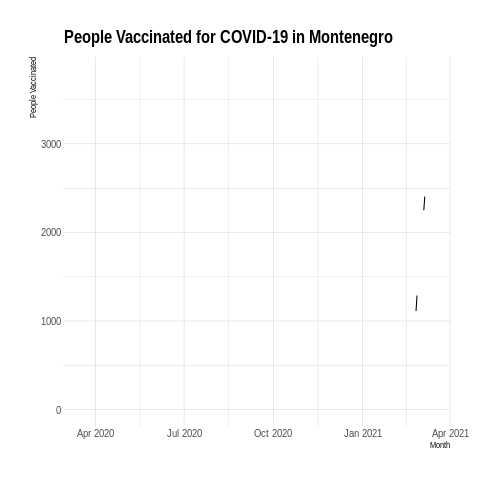 People Vaccinated for COVID-19 in Montenegro
People Vaccinated
3000
2000
1000
0
Apr 2020 Jul 2020 Oct 2020 Jan 2021 Apr 2021
Month